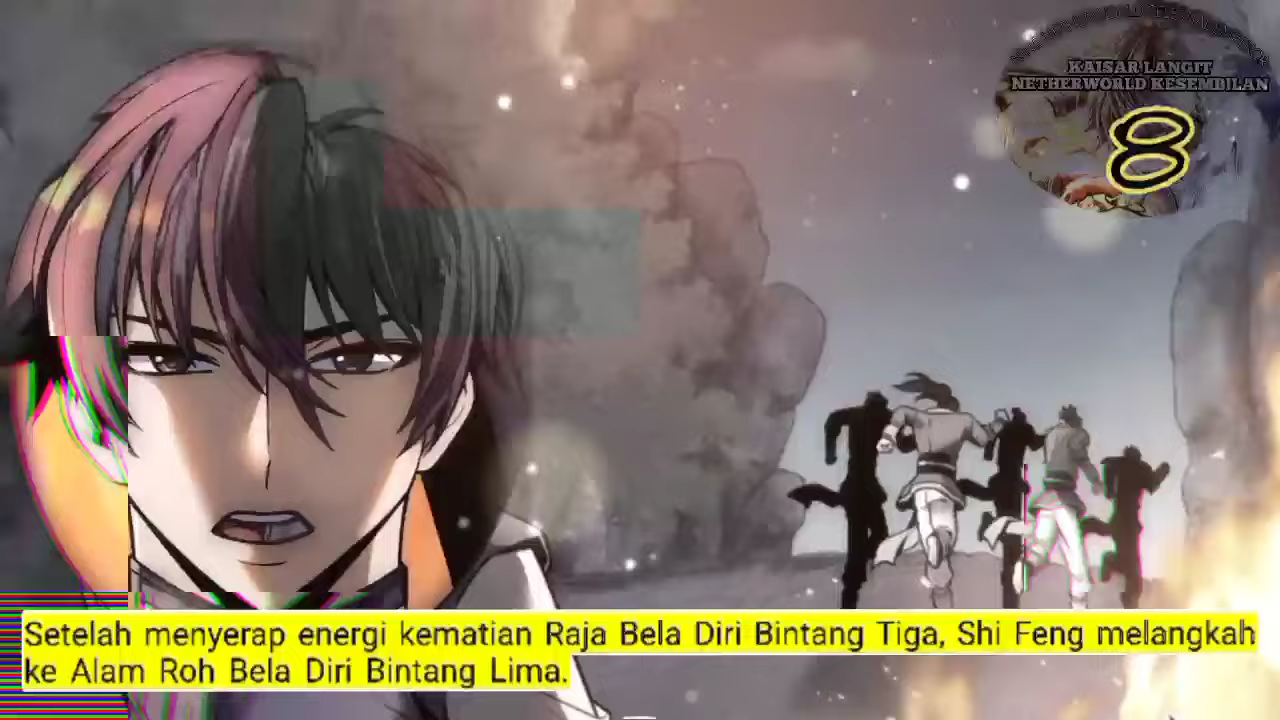 KAISAR LANGIT
NETHERWORLD KESEMBILAN
8
Setelah menyerap energi kematian Raja Bela Diri Bintang Tiga, Shi Feng melangkah
ke Alam Roh Bela Diri Bintang Lima.